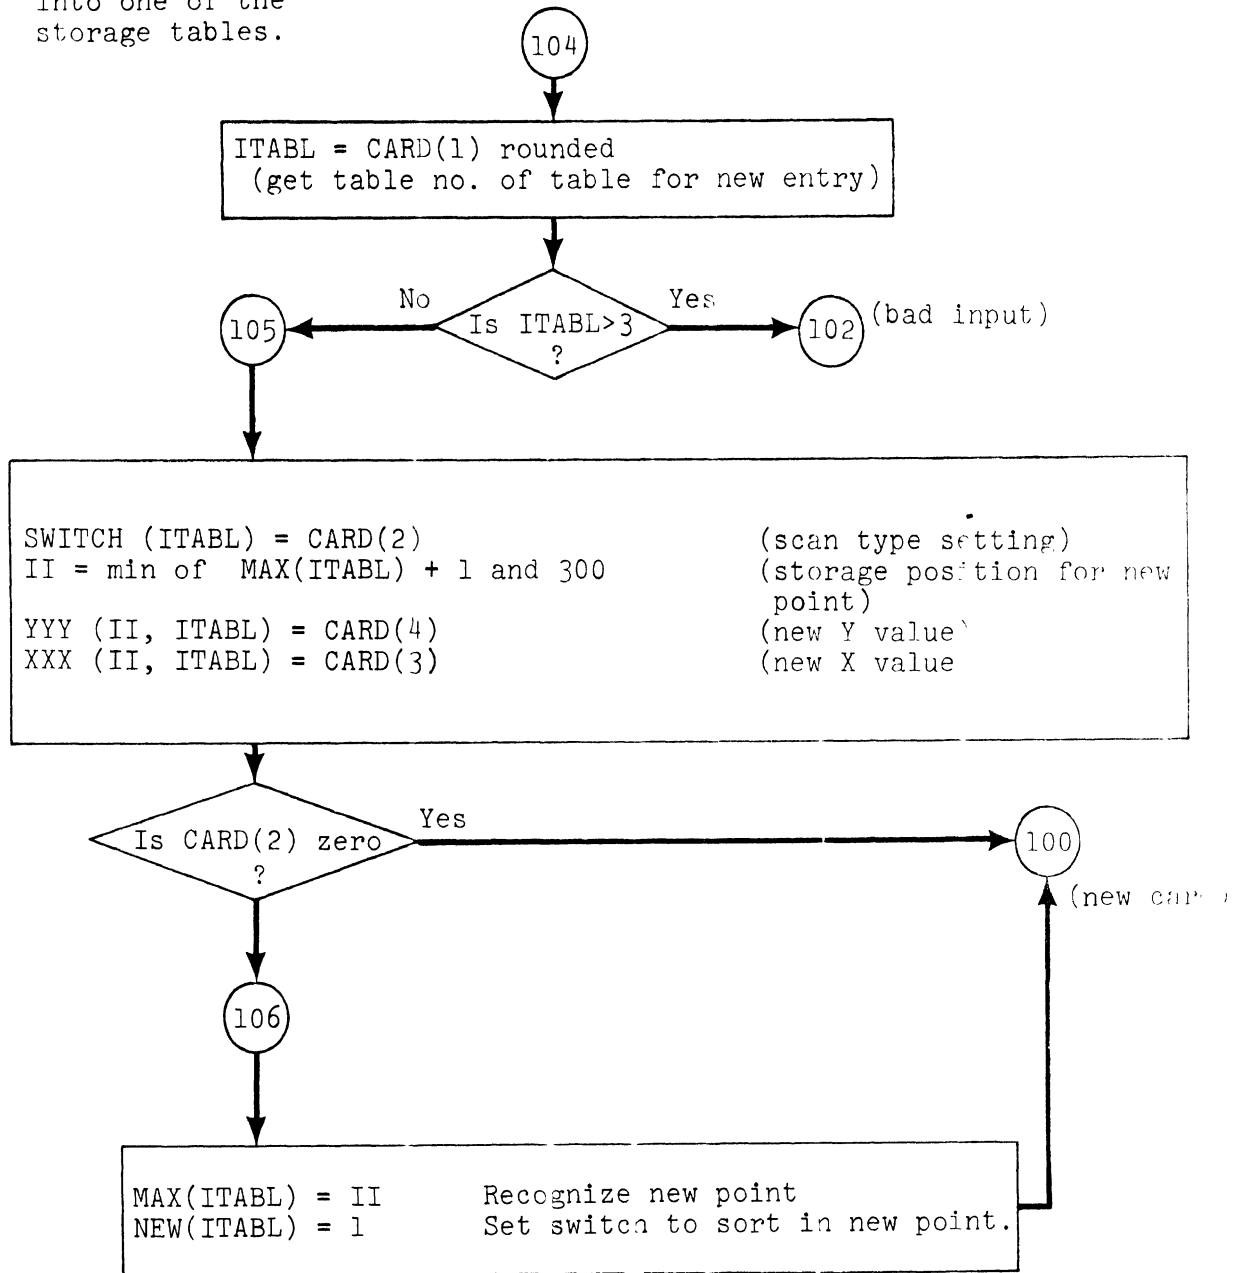 into one of the
storage tables.
104
ITABL = CARD(1) rounded
(get table no. of table for new entry)
No
Yes
105
Is ITABL>3
?
102
(bad input)
SWITCH (ITABL) = CARD(2) (scan type setting)
II = min of MAX(ITABL) + 1 and 300 (storage position for new
point)
YYY (II, ITABL) = CARD(4) (new Y value)
XXX (II, ITABL) = CARD(3) (new X value
Is CARD(2) zero
?
Yes
100
(new
106
MAX(ITABL) = II Recognize new point
NEW(ITABL) = 1 Set switch to sort in new point.